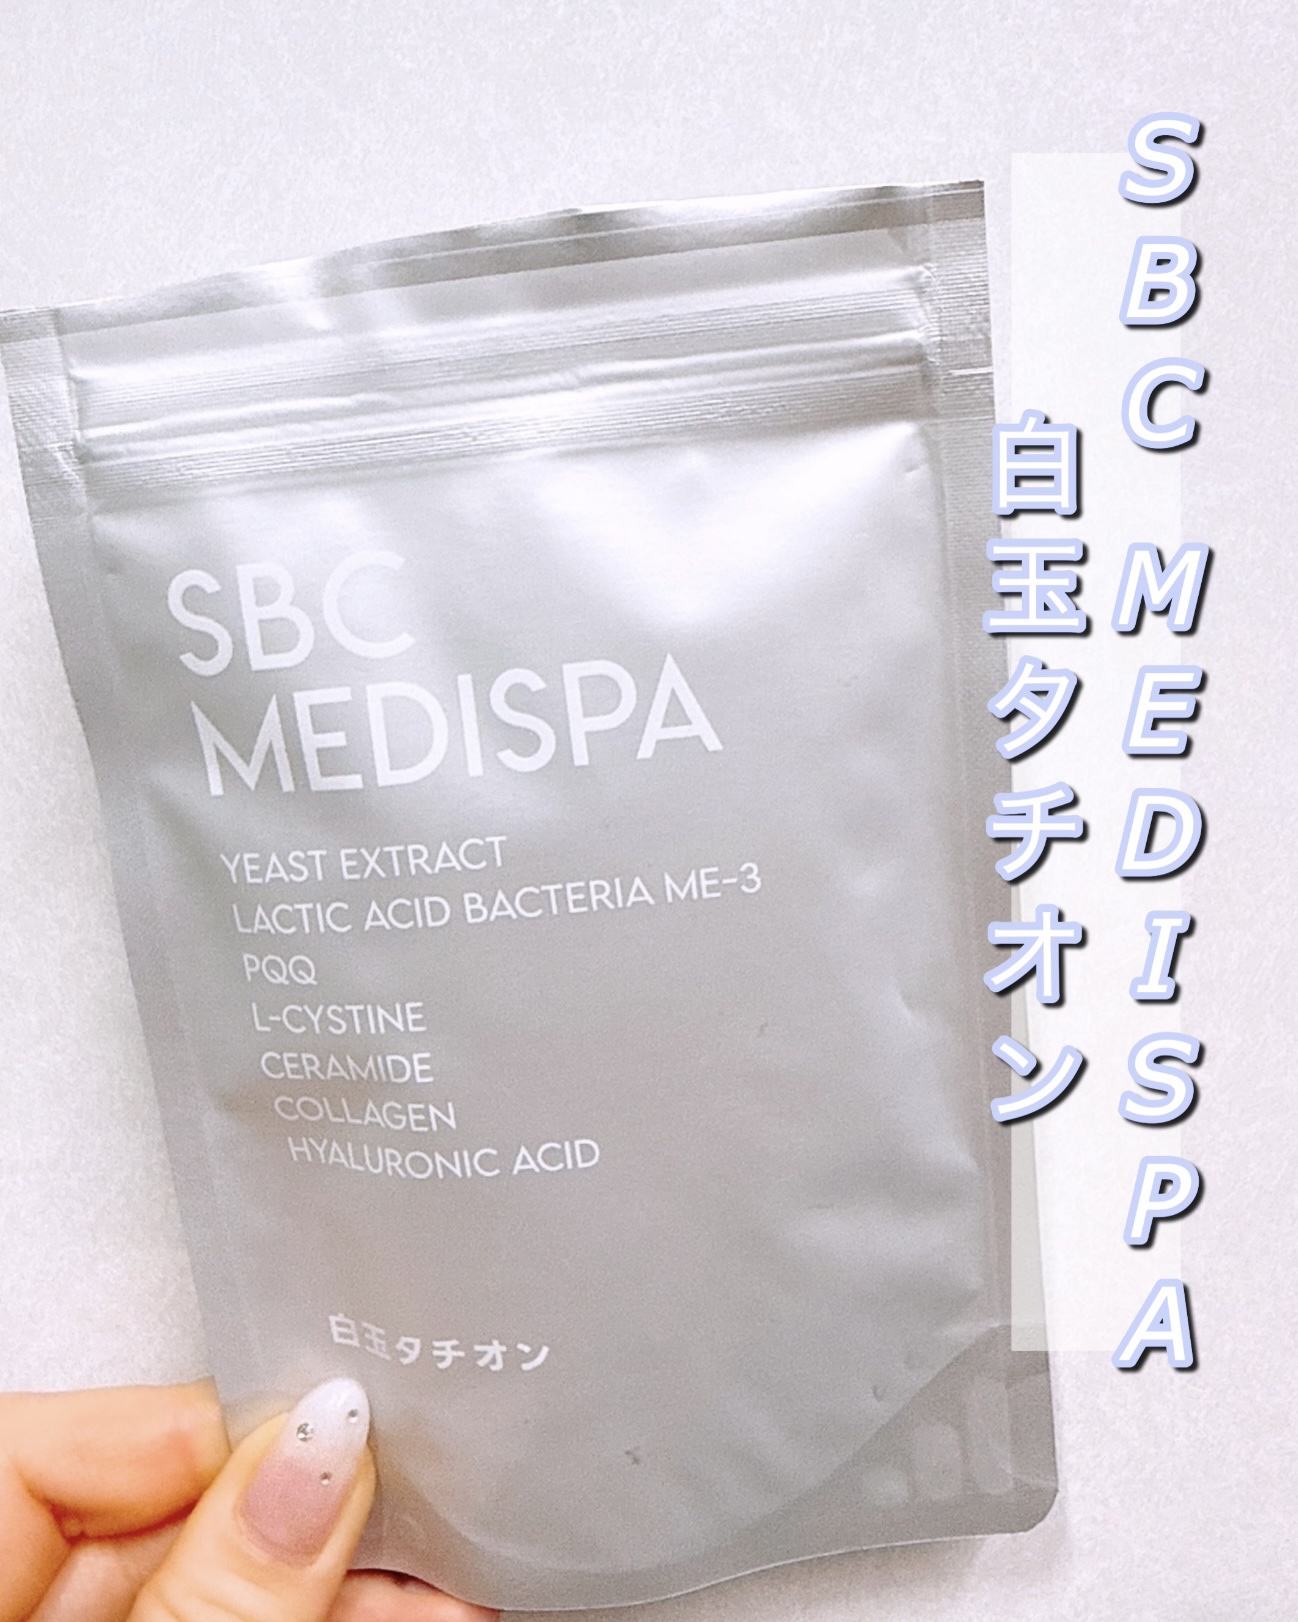 SBC
MEDISPA
YEAST EXTRACT
LACTIC ACID BACTERIA ME-3
PQQ
L-CYSTINE
CERAMIDE
COLLAGEN
HYALURONIC ACID
白玉タチオン
SBC MEDISPA
白玉タチオン